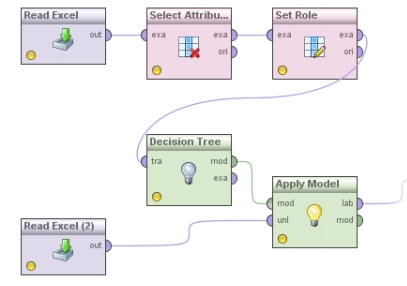 Read Excel
out
Select Attribu...
exa
exa
ori
Set Role
exa
exa
ori
Decision Tree
tra
mod
exa
Apply Model
mod
lab
unl
mod
Read Excel (2)
out